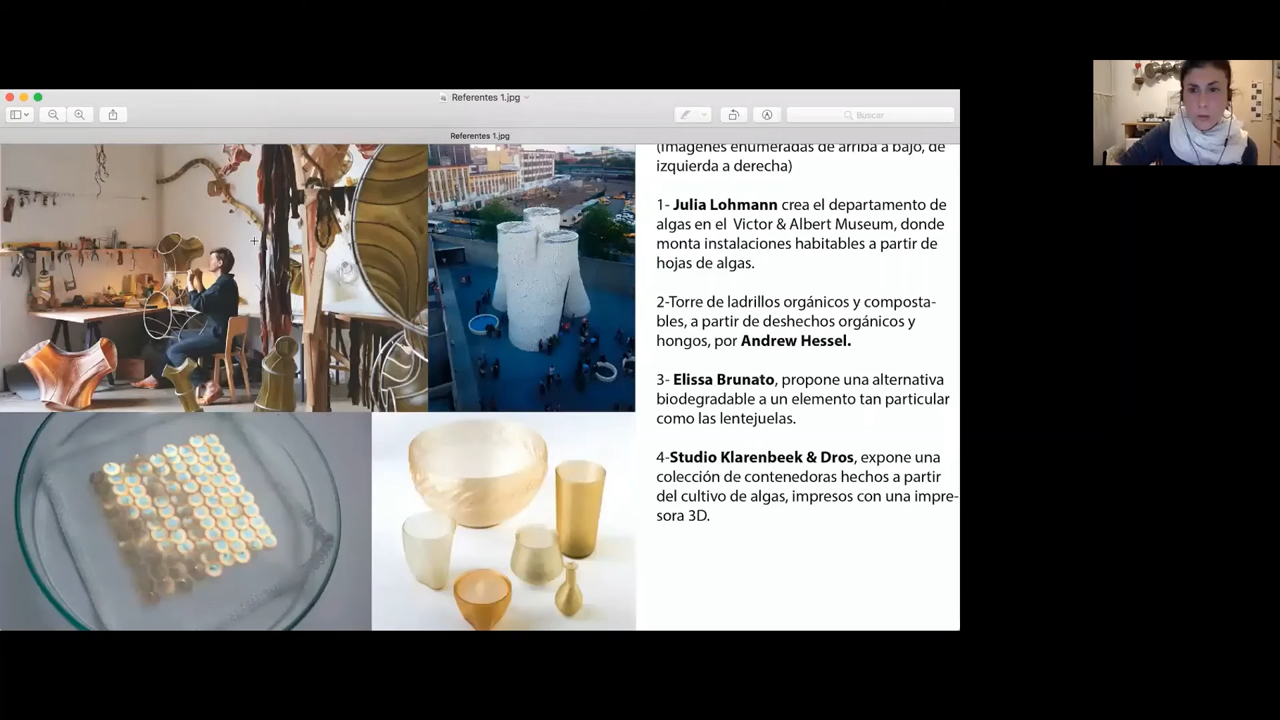 Referentes 1.jpg
Buscar
Referentes 1.jpg
(Imágenes enumeradas de arriba a bajo, de
izquierda a derecha)
1- Julia Lohmann crea el departamento de
algas en el Victor & Albert Museum, donde
monta instalaciones habitables a partir de
hojas de algas.
2-Torre de ladrillos orgánicos y composta-
bles, a partir de deshechos orgánicos y
hongos, por Andrew Hessel.
3- Elissa Brunato, propone una alternativa
biodegradable a un elemento tan particular
como las lentejuelas.
4-Studio Klarenbeek & Dros, expone una
colección de contenedoras hechos a partir
del cultivo de algas, impresos con una impre-
sora 3D.